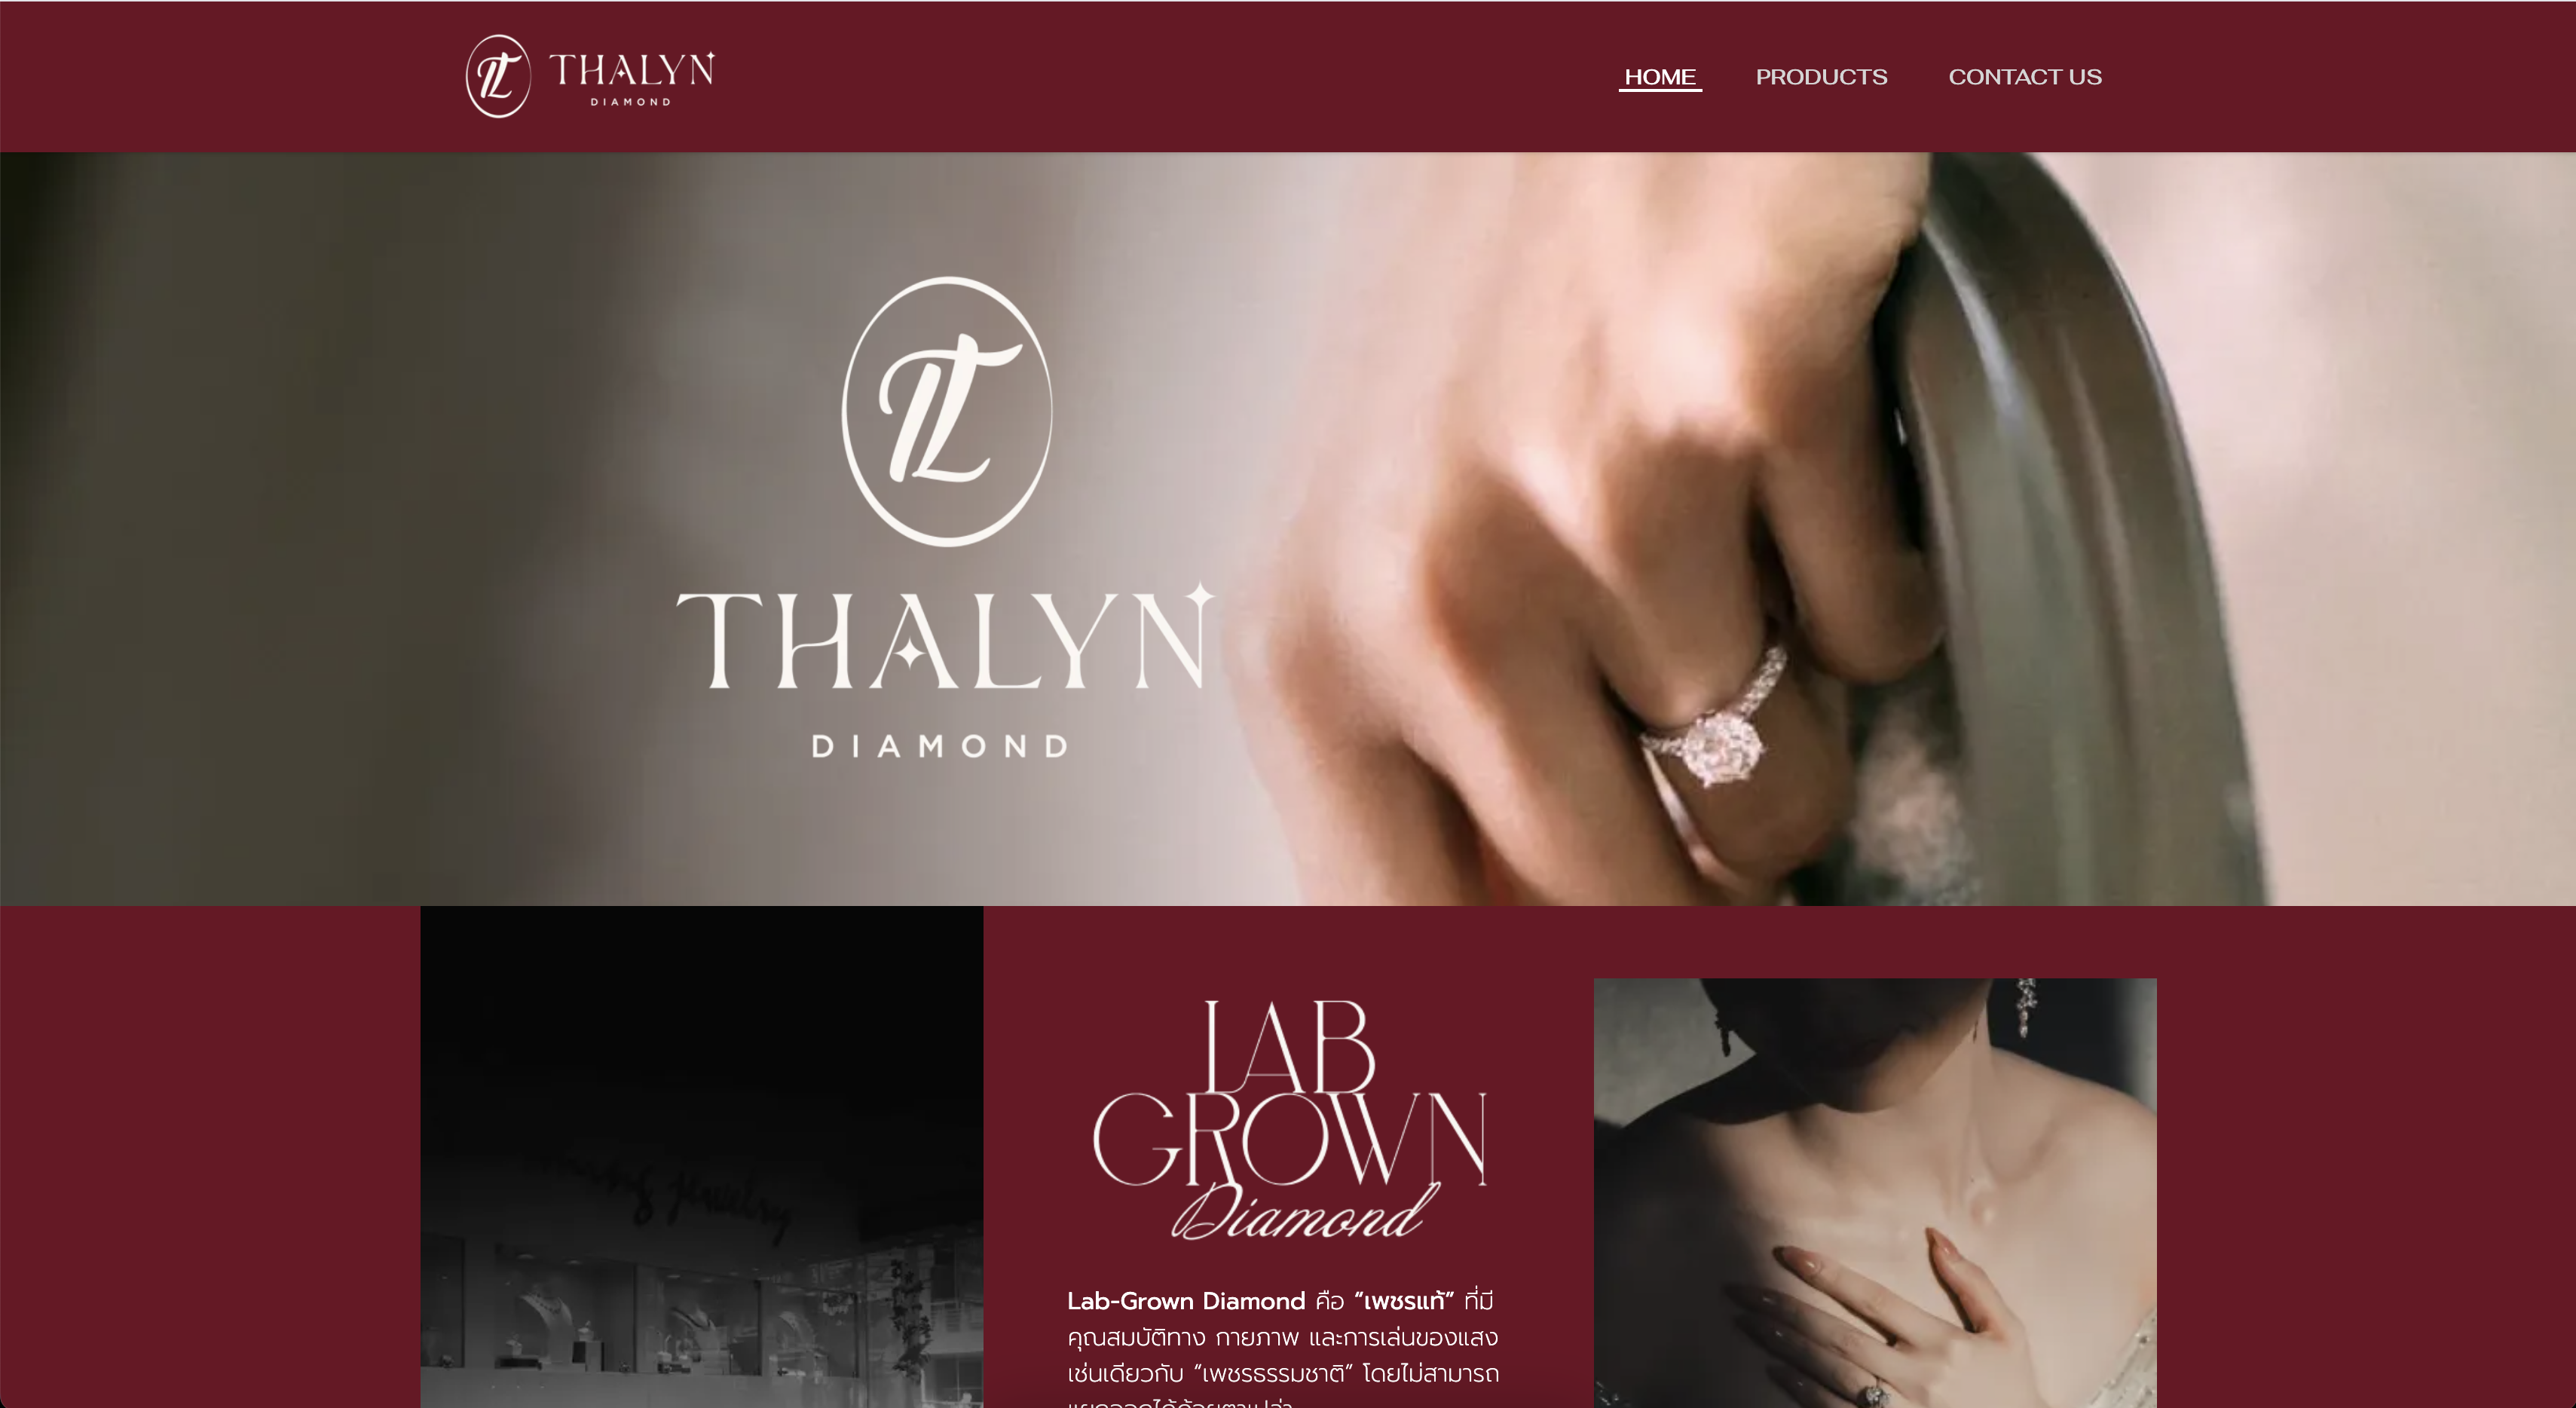 TL THALYN
DIAMOND
HOME PRODUCTS CONTACT US
TL
THALYN
DIAMOND
LAB
GROWN
Diamond
jewelry
Lab-Grown Diamond คือ “เพชรแท้” ที่มี
คุณสมบัติทาง กายภาพ และการเล่นของแสง
เช่นเดียวกับ “เพชรธรรมชาติ” โดยไม่สามารถ